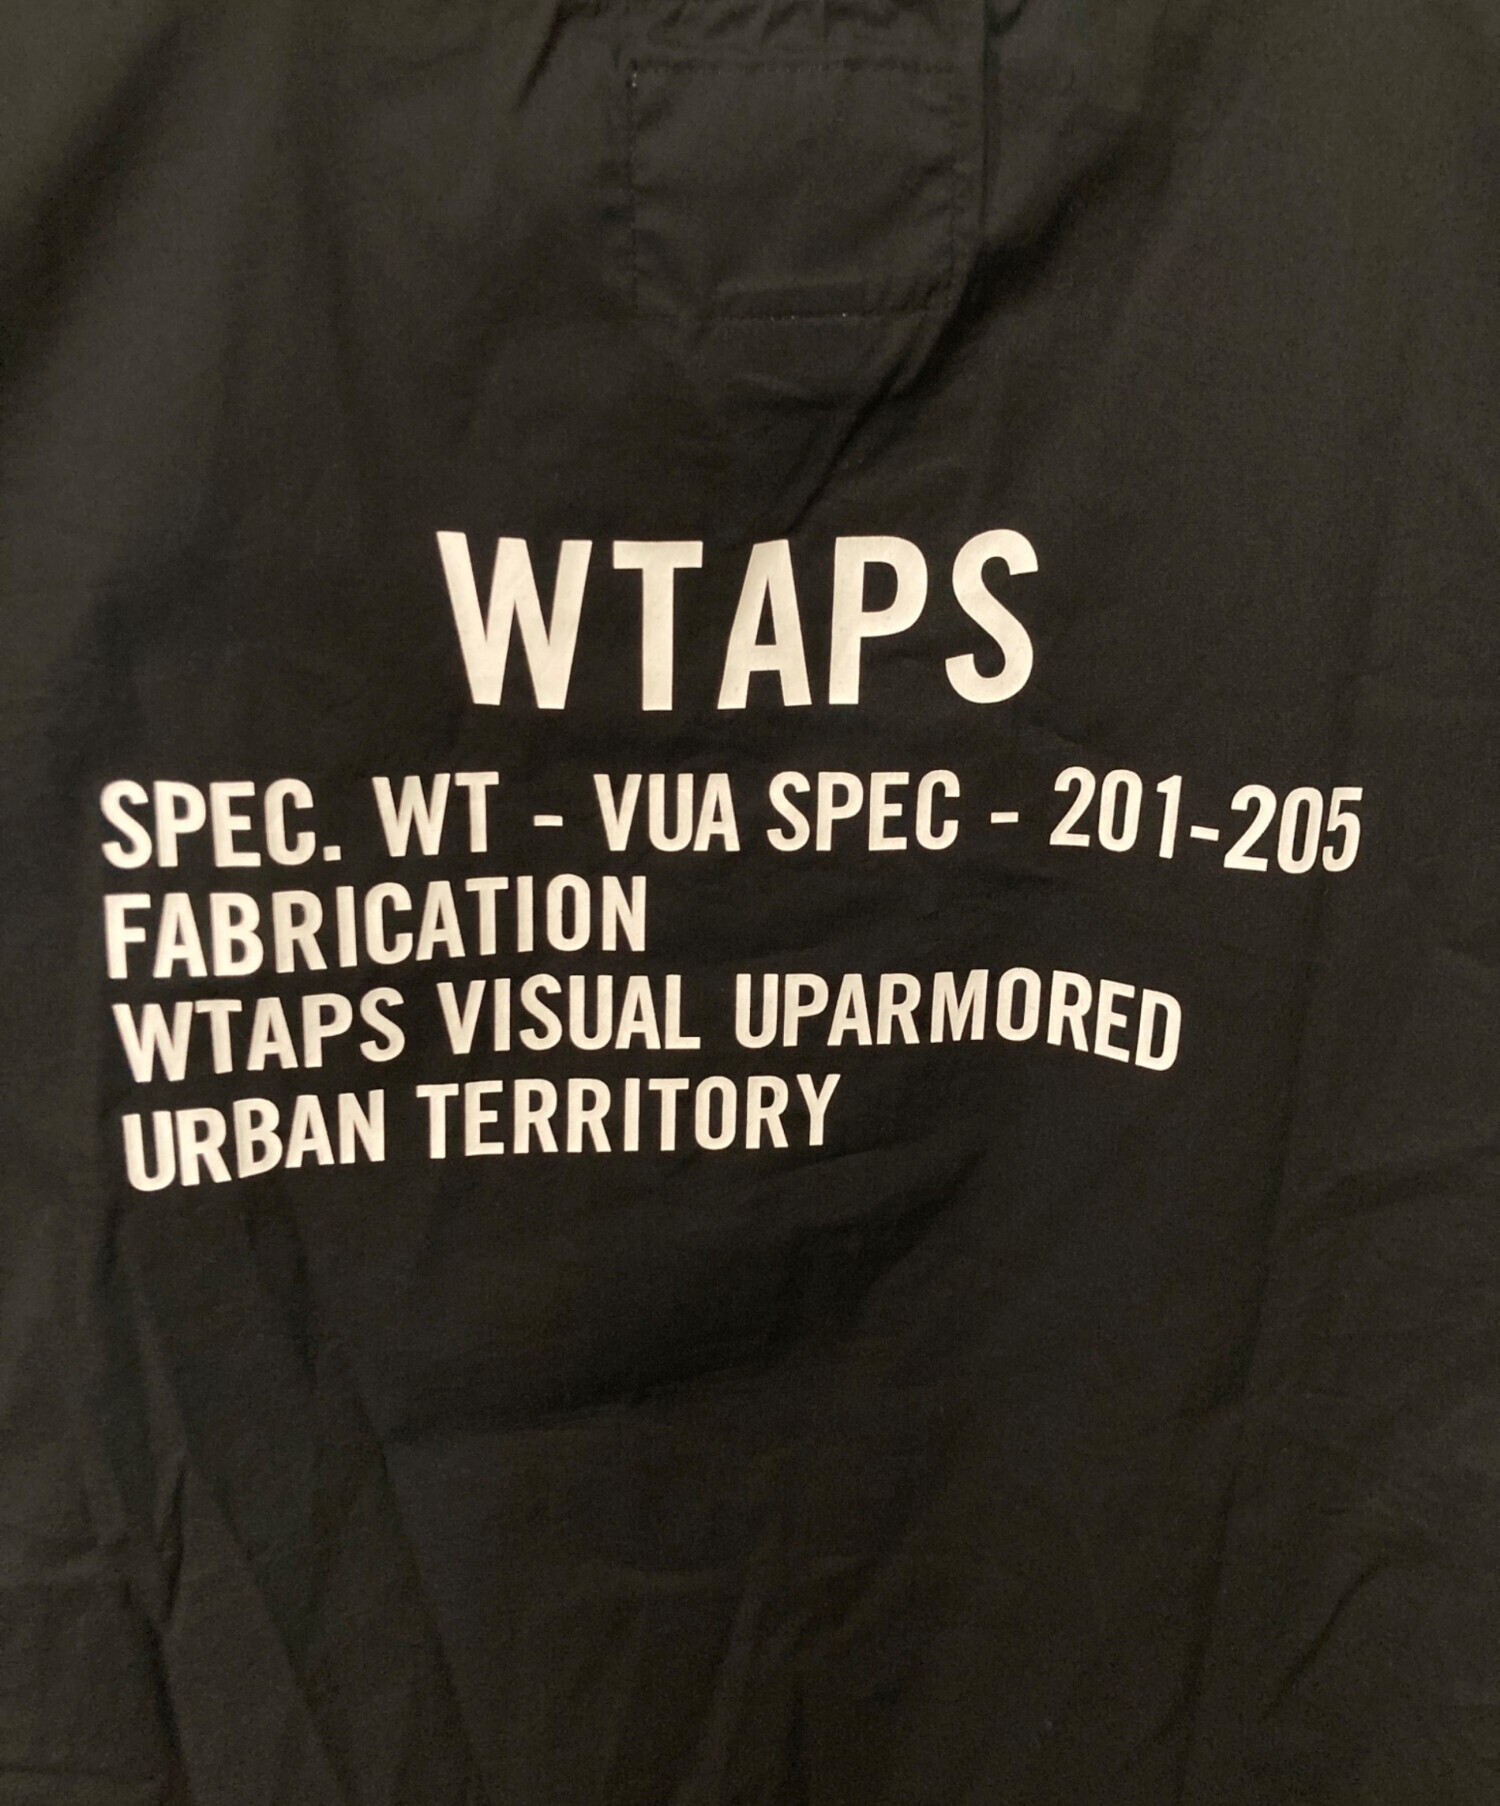 WTAPS
SPEC. WT - VUA SPEC - 201-205
FABRICATION
WTAPS VISUAL UPARMORED
URBAN TERRITORY